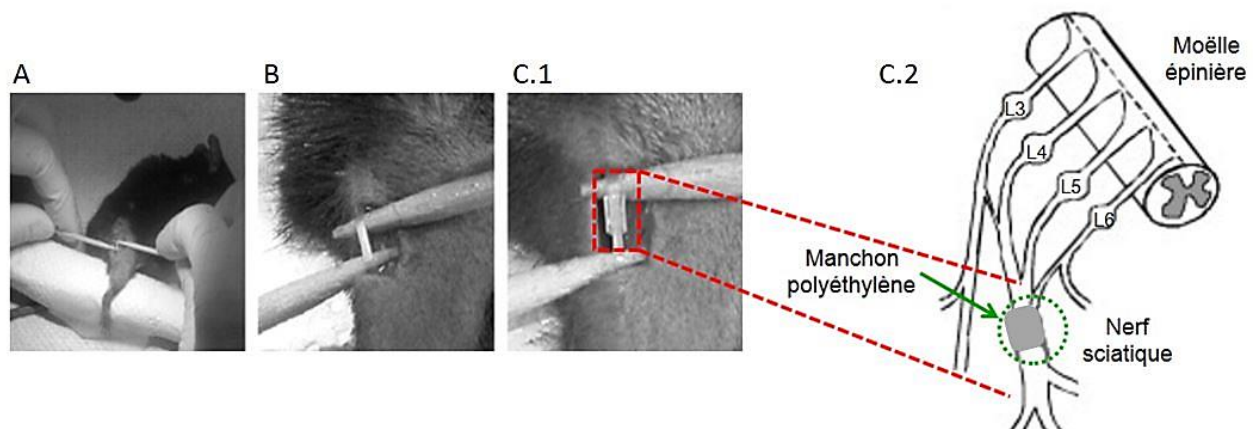 A
B
C.1
C.2
Moëlle
épinière
L3
L4
L5
L6
Manchon
polyéthylène
Nerf
sciatique